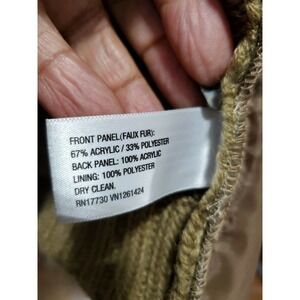 FRONT PANEL(FAUX FUR):
67% ACRYLIC / 33% POLYESTER
BACK PANEL: 100% ACRYLIC
LINING: 100% POLYESTER
DRY CLEAN.
RN17730 VN1261424